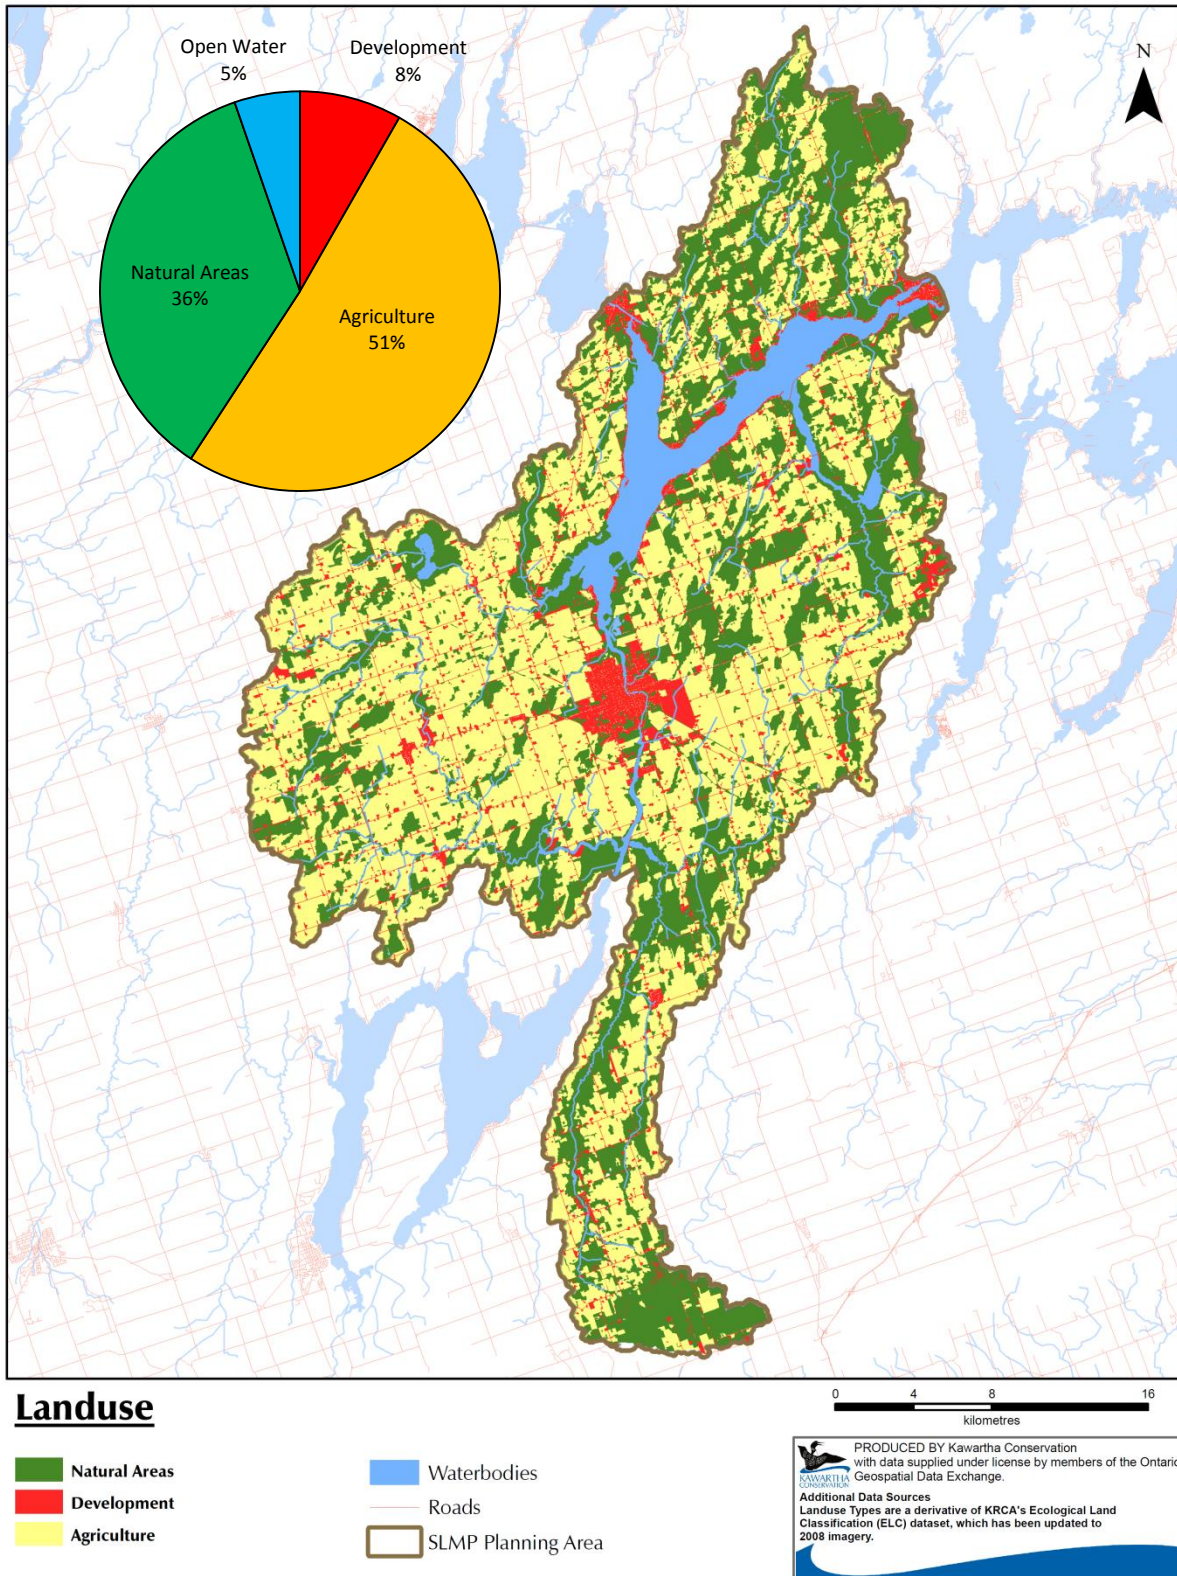 Open Water
5%
Development
8%
N
Natural Areas
36%
Agriculture
51%
Landuse
Natural Areas
Development
Agriculture
Waterbodies
Roads
SLMP Planning Area
0 4 8 16
kilometres
KAWARTHA
CONSERVATION
PRODUCED BY Kawartha Conservation
with data supplied under license by members of the Ontario
Geospatial Data Exchange.
Additional Data Sources
Landuse Types are a derivative of KRCA's Ecological Land
Classification (ELC) dataset, which has been updated to
2008 imagery.